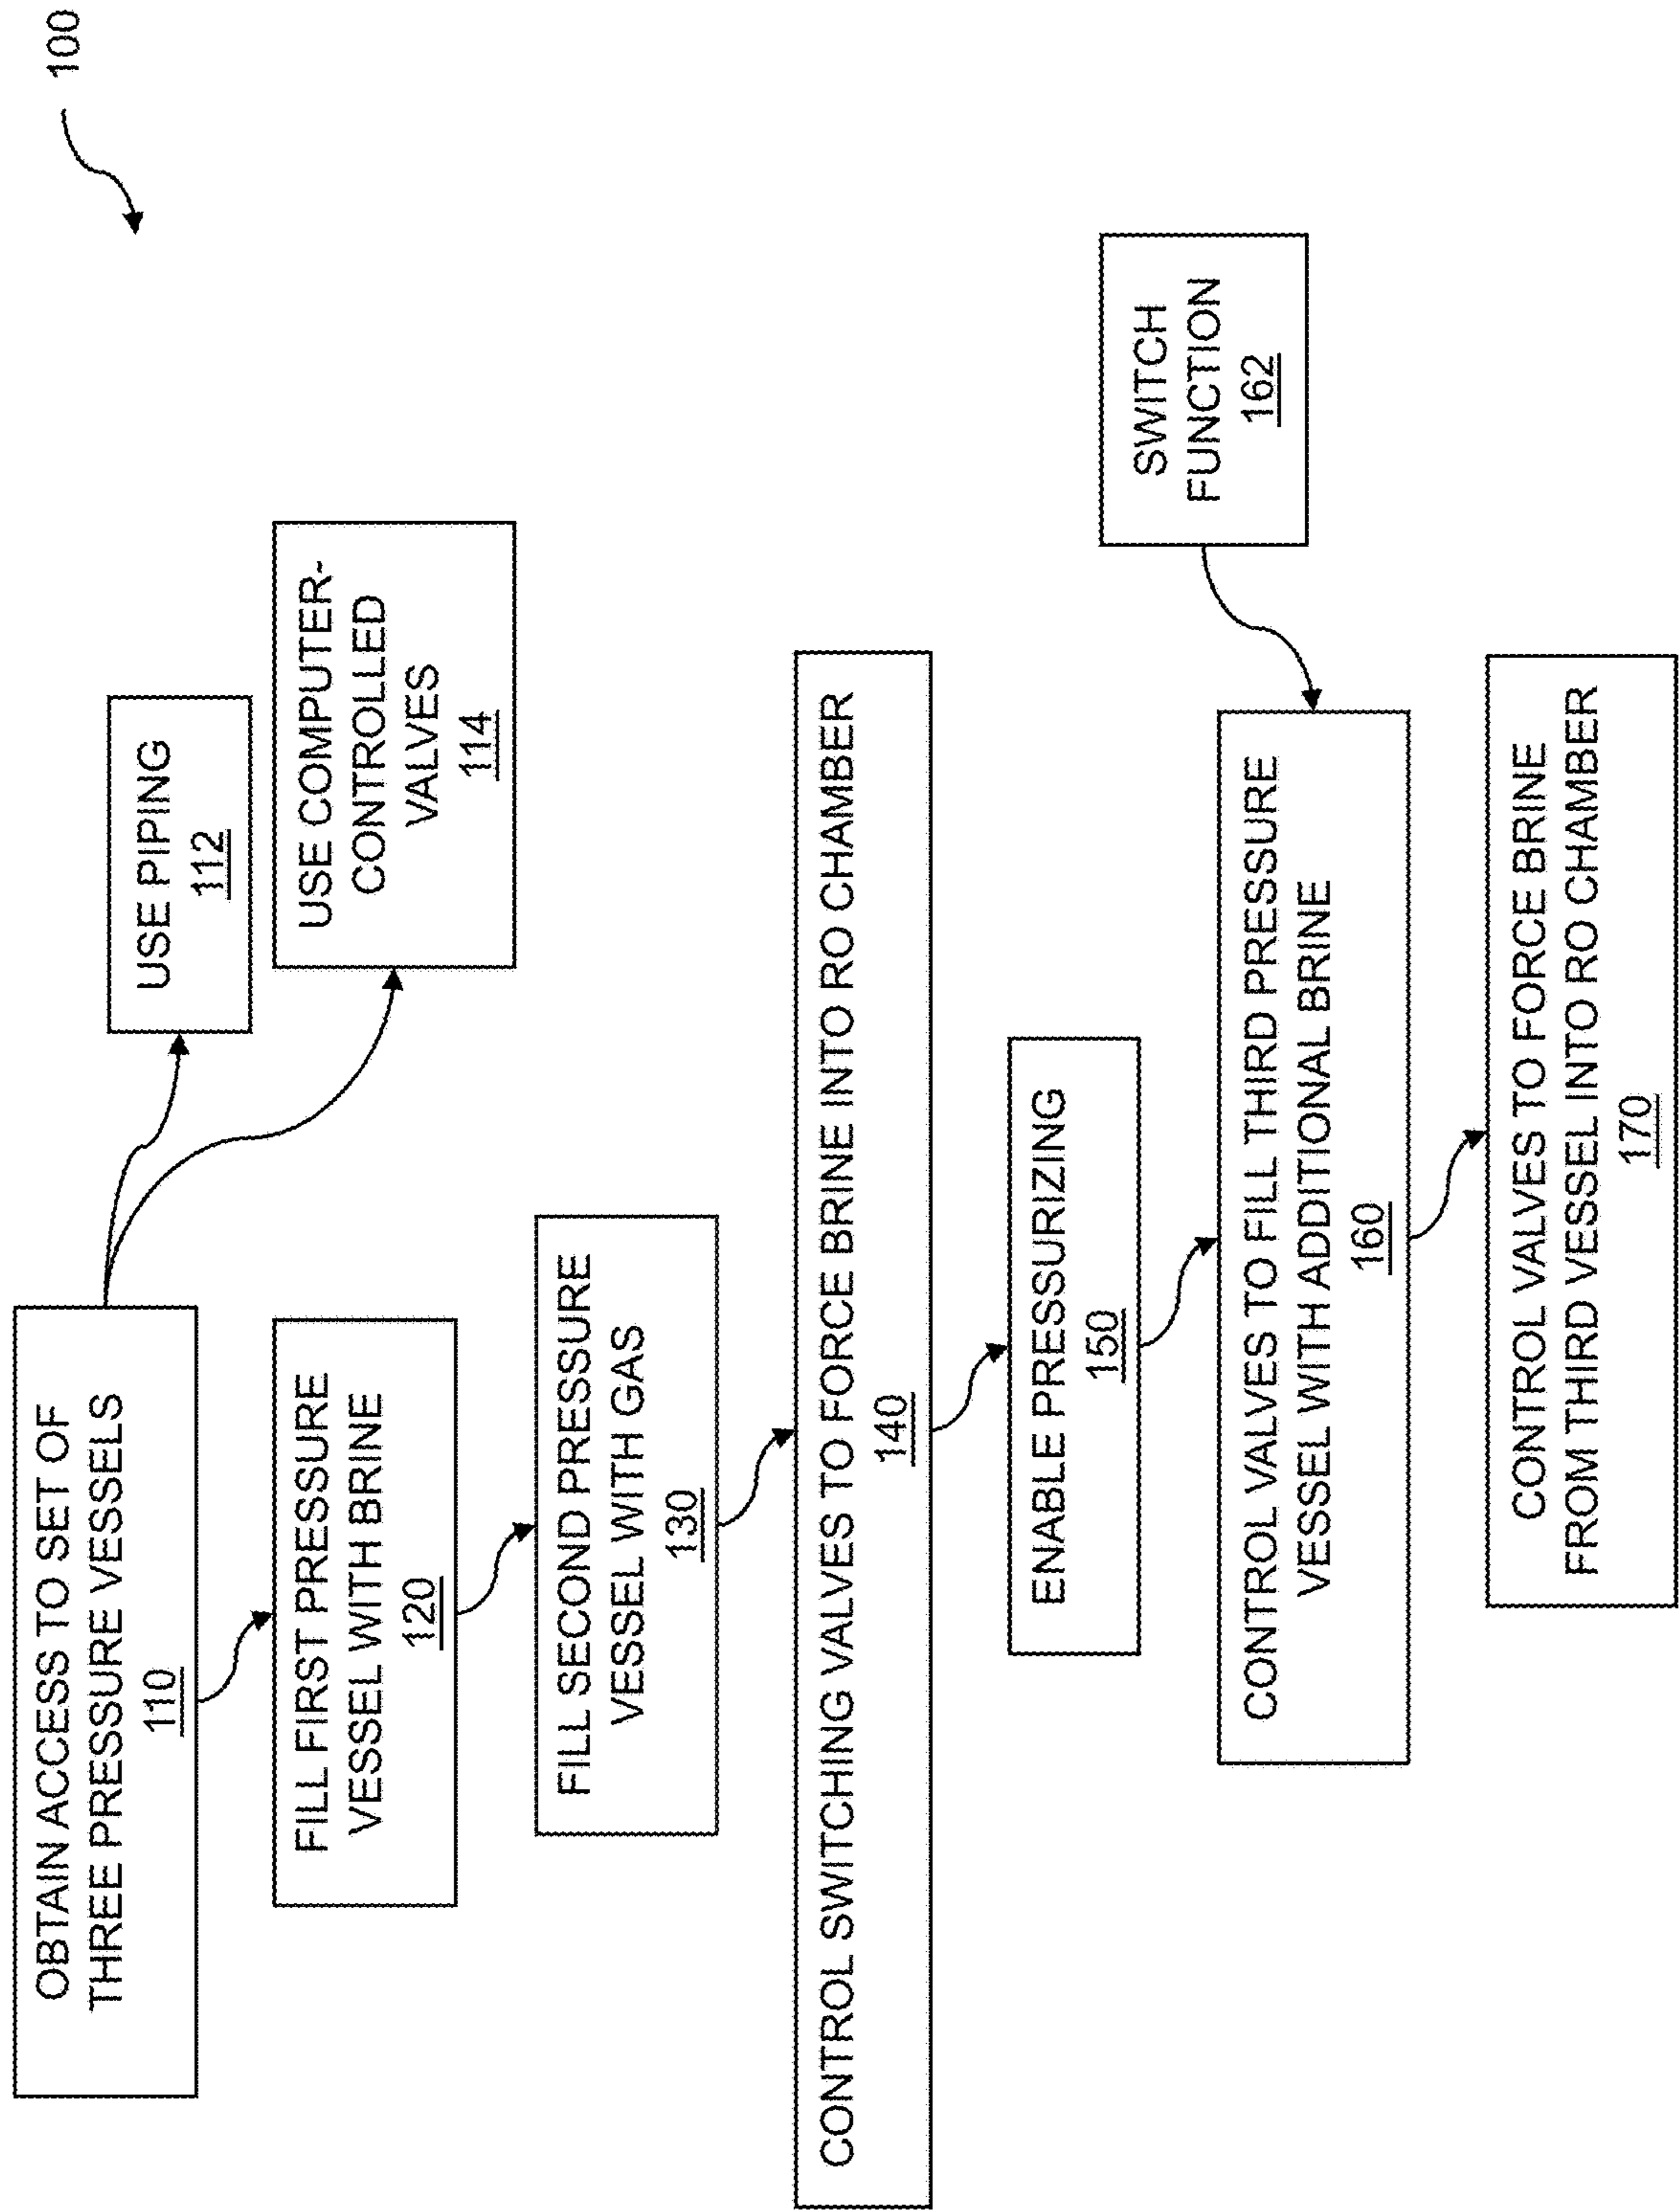 100
OBTAIN ACCESS TO SET OF
THREE PRESSURE VESSELS
110
USE PIPING
112
USE COMPUTER-
CONTROLLED
VALVES
114
FILL FIRST PRESSURE
VESSEL WITH BRINE
120
FILL SECOND PRESSURE
VESSEL WITH GAS
130
CONTROL SWITCHING VALVES TO FORCE BRINE INTO RO CHAMBER
140
ENABLE PRESSURIZING
150
SWITCH
FUNCTION
162
CONTROL VALVES TO FILL THIRD PRESSURE
VESSEL WITH ADDITIONAL BRINE
160
CONTROL VALVES TO FORCE BRINE
FROM THIRD VESSEL INTO RO CHAMBER
170